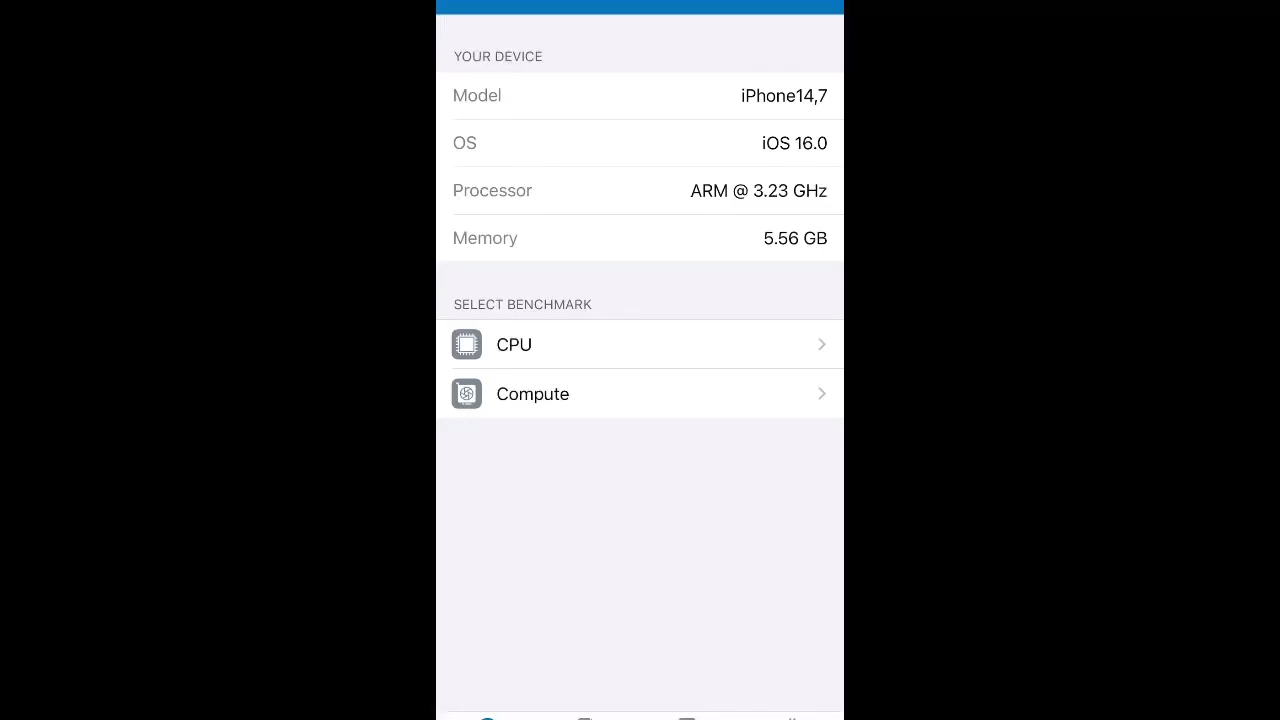 YOUR DEVICE
Model iPhone14,7
OS iOS 16.0
Processor ARM @ 3.23 GHz
Memory 5.56 GB
SELECT BENCHMARK
CPU
Compute